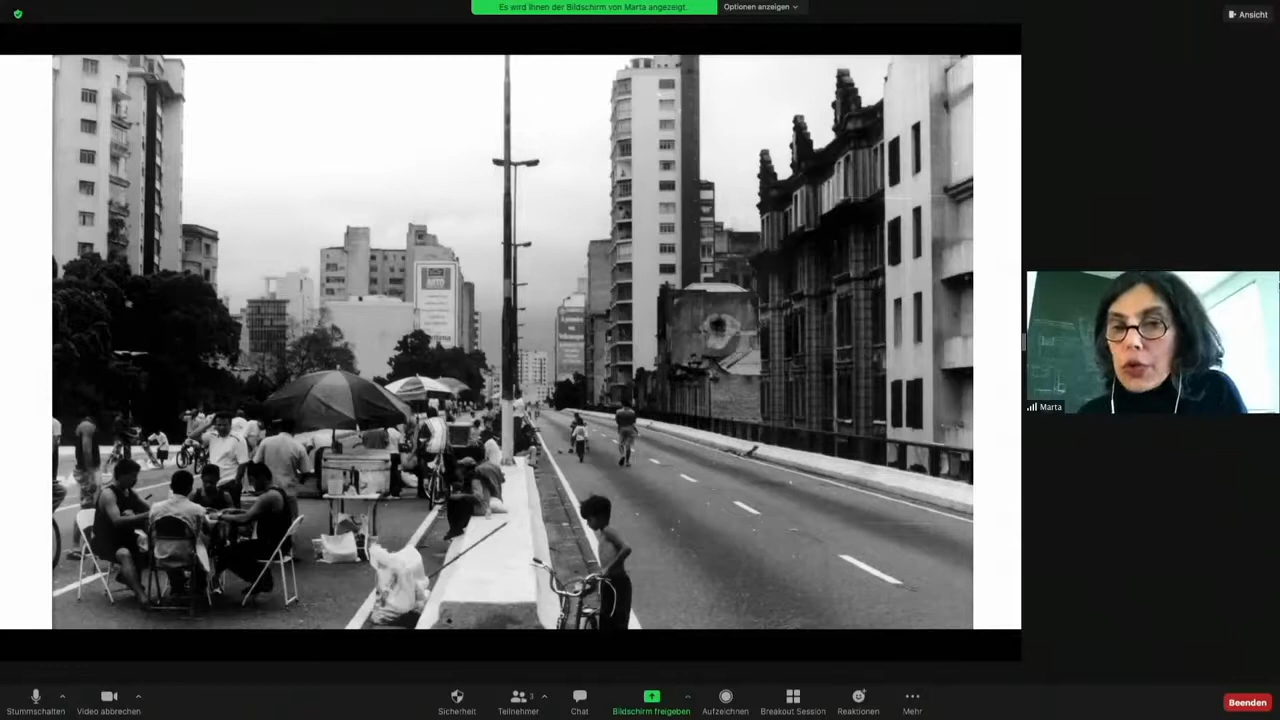 Es wird Ihnen der Bildschirm von Marta angezeigt.
Optionen anzeigen
Ansicht
Marta
Stummschalten
Video abbrechen
Sicherheit
3
Teilnehmer
Chat
Bildschirm freigeben
Aufzeichnen
Breakout Session
Reaktionen
Mehr
Beenden